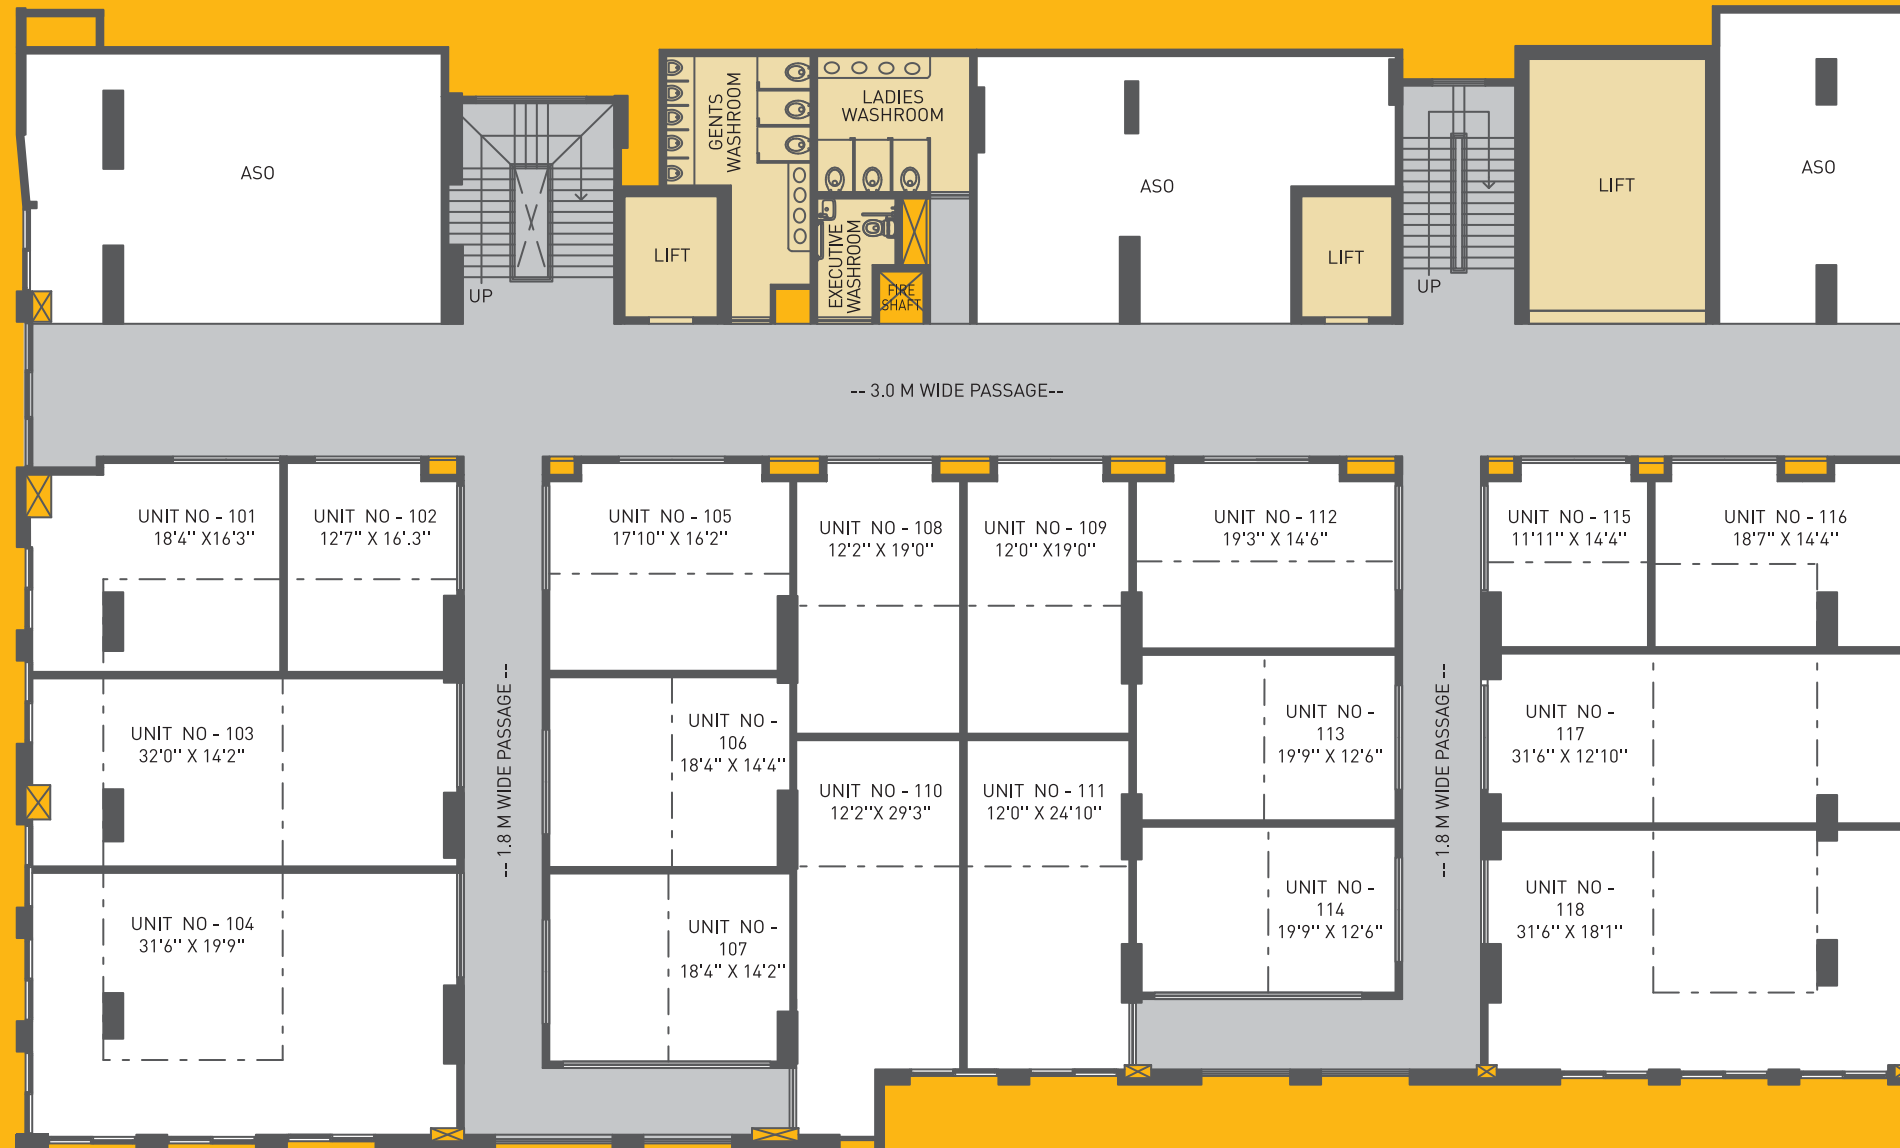 GENTS
WASHROOM
LADIES
WASHROOM
ASO
ASO
ASO
LIFT
LIFT
LIFT
EXECUTIVE
WASHROOM
FIRE
SHAFT
UP
UP
-- 3.0 M WIDE PASSAGE--
UNIT NO - 101
18'4" X16'3"
UNIT NO - 102
12'7" X 16'.3"
UNIT NO - 105
17'10" X 16'2"
UNIT NO - 108
12'2" X 19'0"
UNIT NO - 109
12'0" X19'0"
UNIT NO - 112
19'3" X 14'6"
UNIT NO - 115
11'11" X 14'4"
UNIT NO - 116
18'7" X 14'4"
UNIT NO - 103
32'0" X 14'2"
-- 1.8 M WIDE PASSAGE --
UNIT NO -
106
18'4" X 14'4"
UNIT NO - 110
12'2"X 29'3"
UNIT NO - 111
12'0" X 24'10"
UNIT NO -
113
19'9" X 12'6"
-- 1.8 M WIDE PASSAGE --
UNIT NO -
117
31'6" X 12'10"
UNIT NO - 104
31'6" X 19'9"
UNIT NO -
107
18'4" X 14'2"
UNIT NO -
114
19'9" X 12'6"
UNIT NO -
118
31'6" X 18'1"